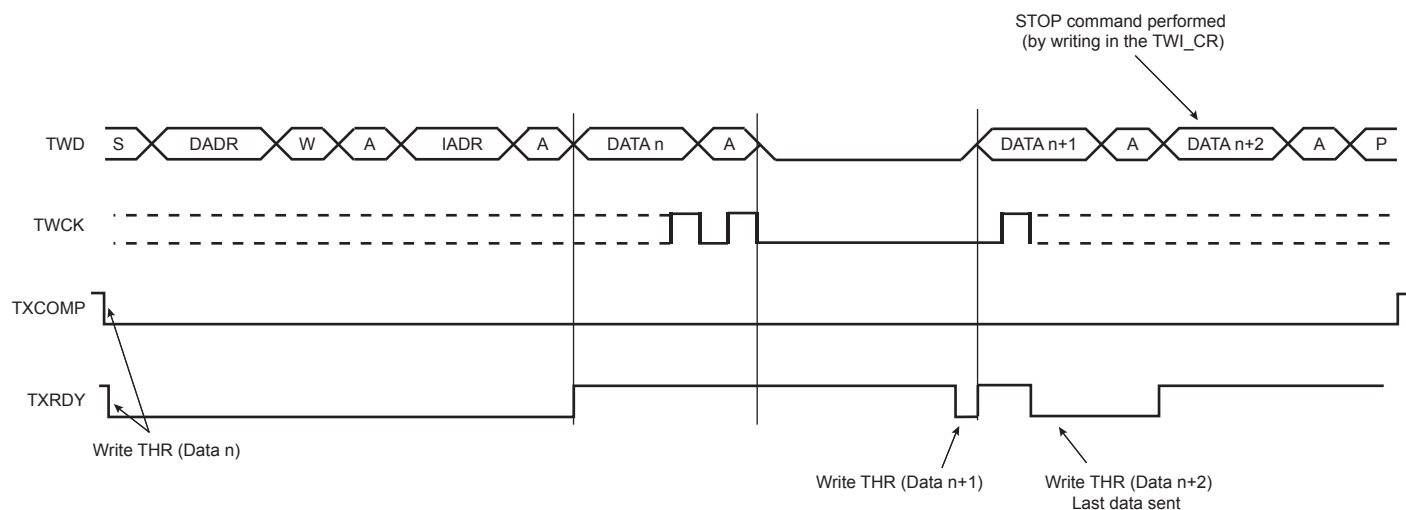 STOP command performed
(by writing in the TWI_CR)
TWD S DADR W A IADR A DATA n A DATA n+1 A DATA n+2 A P
TWCK
TXCOMP
TXRDY
Write THR (Data n)
Write THR (Data n+1)
Write THR (Data n+2)
Last data sent